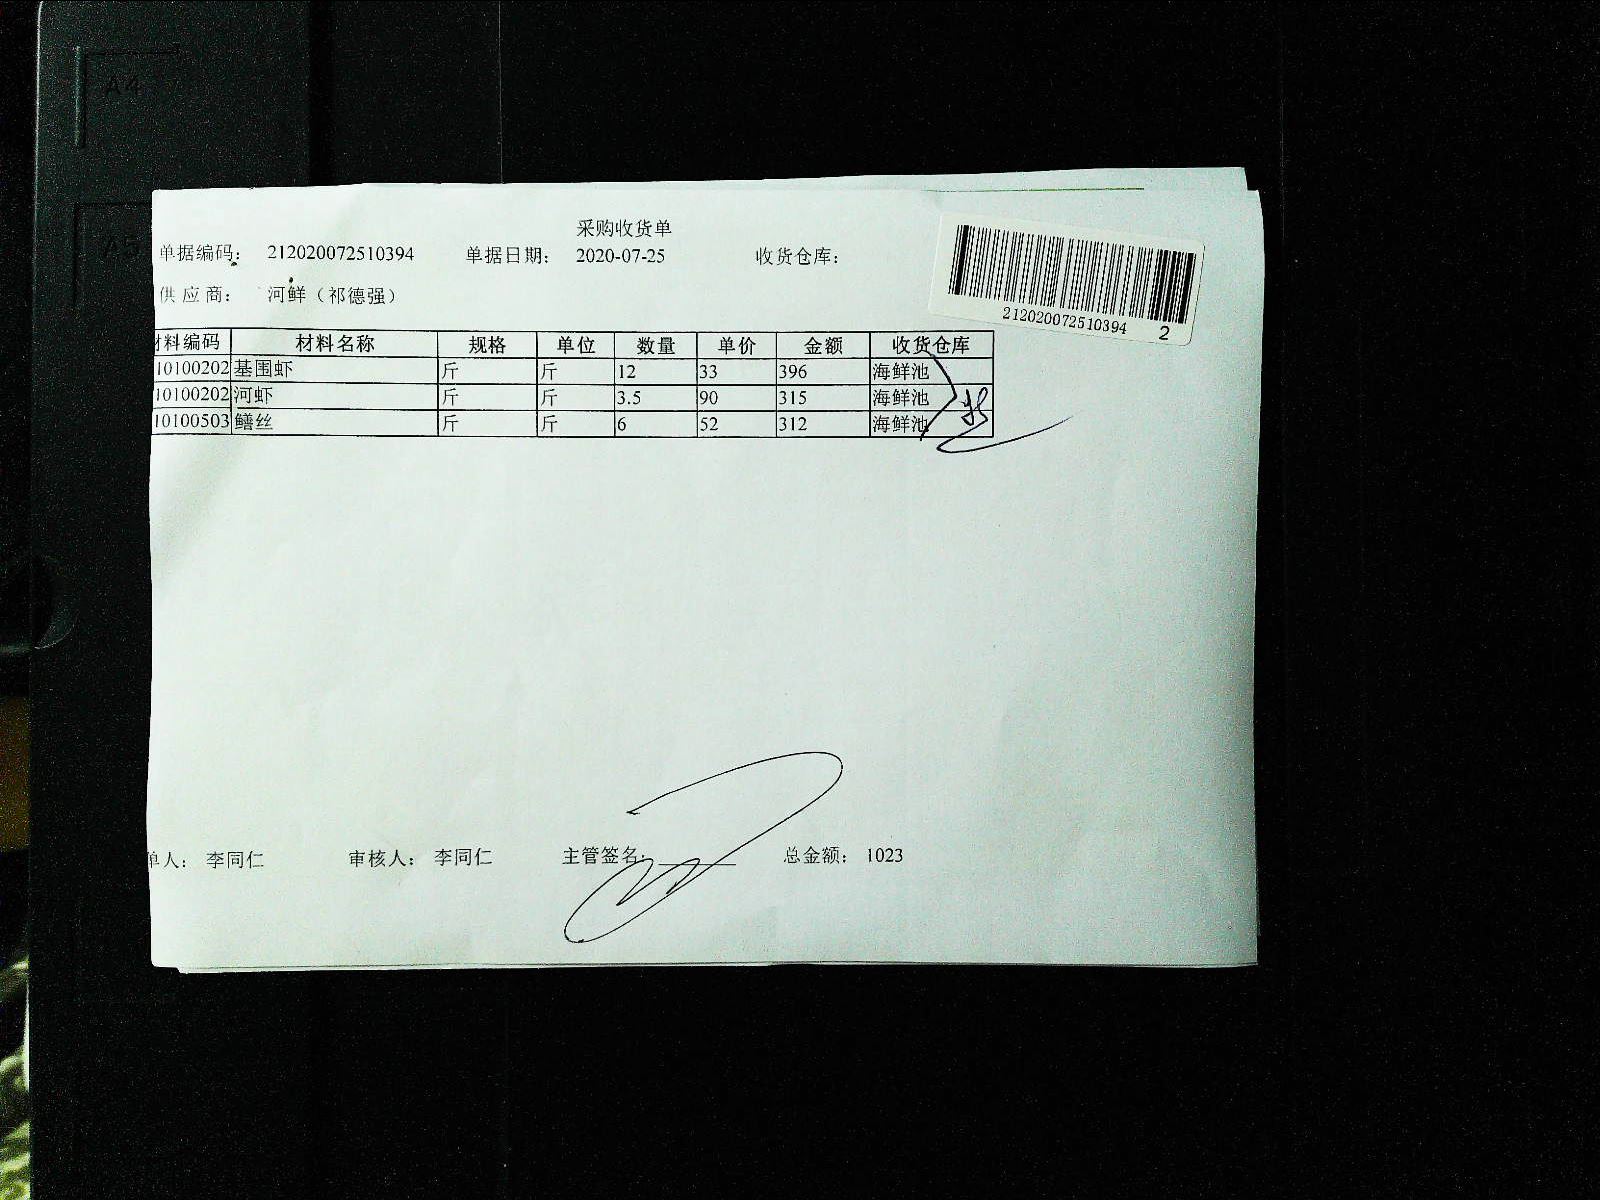 A4
A5
采购收货单
单据编码： 212020072510394 单据日期： 2020-07-25 收货仓库：
供应商： 河鲜（祁德强）
212020072510394 2
材料编码 材料名称 规格 单位 数量 单价 金额 收货仓库
10100202 基围虾 斤 斤 12 33 396 海鲜池
10100202 河虾 斤 斤 3.5 90 315 海鲜池
10100503 鳝丝 斤 斤 6 52 312 海鲜池
单人： 李同仁 审核人： 李同仁 主管签名： 总金额： 1023